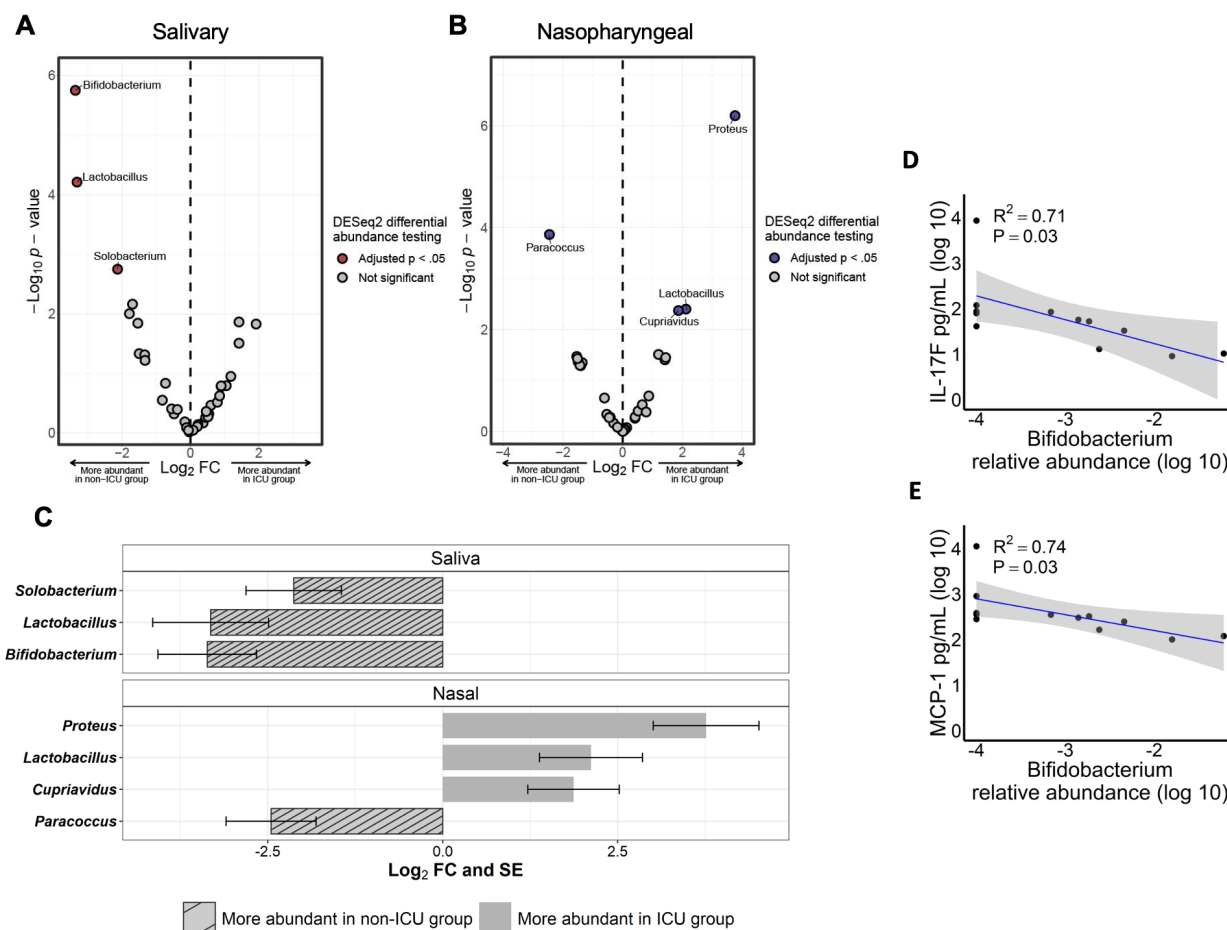 A
Salivary
6
4
2
0
−Log10 p − value
Bifidobacterium
Lactobacillus
Solobacterium
−2
0
2
Log2 FC
More abundant
in non−ICU group
More abundant
in ICU group
DESeq2 differential
abundance testing
Adjusted p < .05
Not significant
B
Nasopharyngeal
6
4
2
0
−Log10 p − value
Proteus
Paracoccus
Lactobacillus
Cupriavidus
−4
−2
0
2
4
Log2 FC
More abundant
in non−ICU group
More abundant
in ICU group
DESeq2 differential
abundance testing
Adjusted p < .05
Not significant
C
Saliva
Solobacterium
Lactobacillus
Bifidobacterium
Nasal
Proteus
Lactobacillus
Cupriavidus
Paracoccus
-2.5
0.0
2.5
Log2 FC and SE
More abundant in non-ICU group
More abundant in ICU group
D
IL-17F pg/mL (log 10)
4
3
2
1
0
R2 = 0.71
P = 0.03
-4
-3
-2
Bifidobacterium
relative abundance (log 10)
E
MCP-1 pg/mL (log 10)
4
3
2
1
0
R2 = 0.74
P = 0.03
-4
-3
-2
Bifidobacterium
relative abundance (log 10)